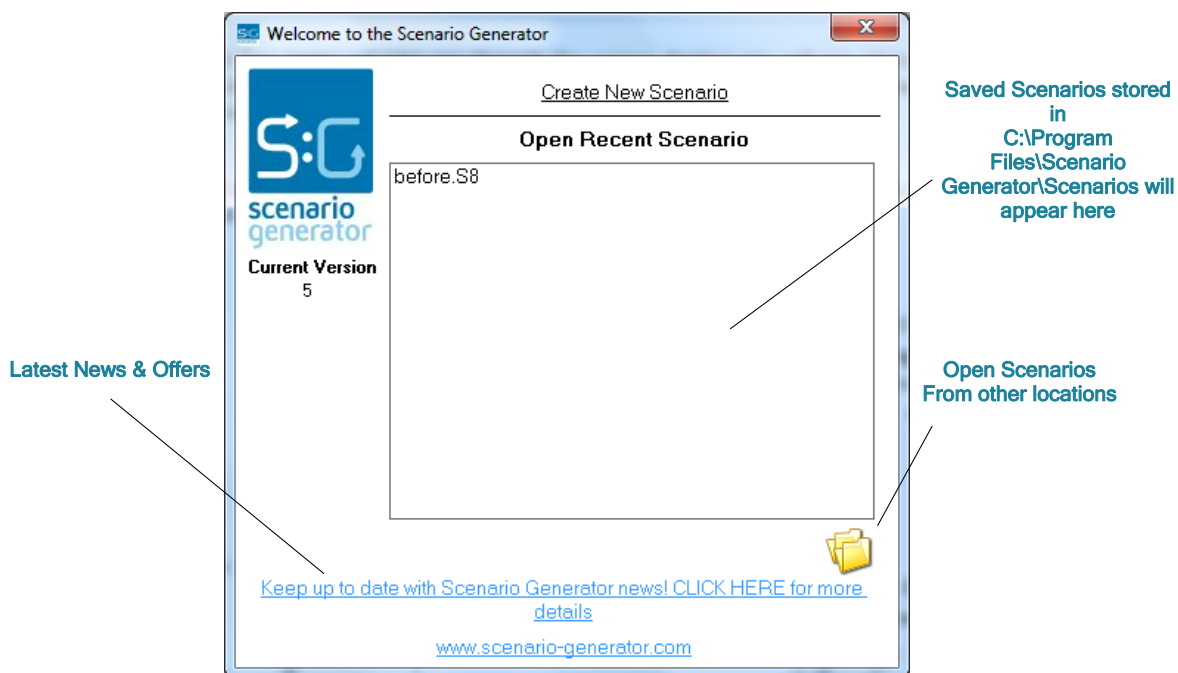 Welcome to the Scenario Generator
SG
S:G
scenario
generator
Current Version
5
Create New Scenario
Open Recent Scenario
before.S8
Saved Scenarios stored
in
C:\Program
Files\Scenario
Generator\Scenarios will
appear here
Latest News & Offers
Open Scenarios
From other locations
Keep up to date with Scenario Generator news! CLICK HERE for more
details
www.scenario-generator.com